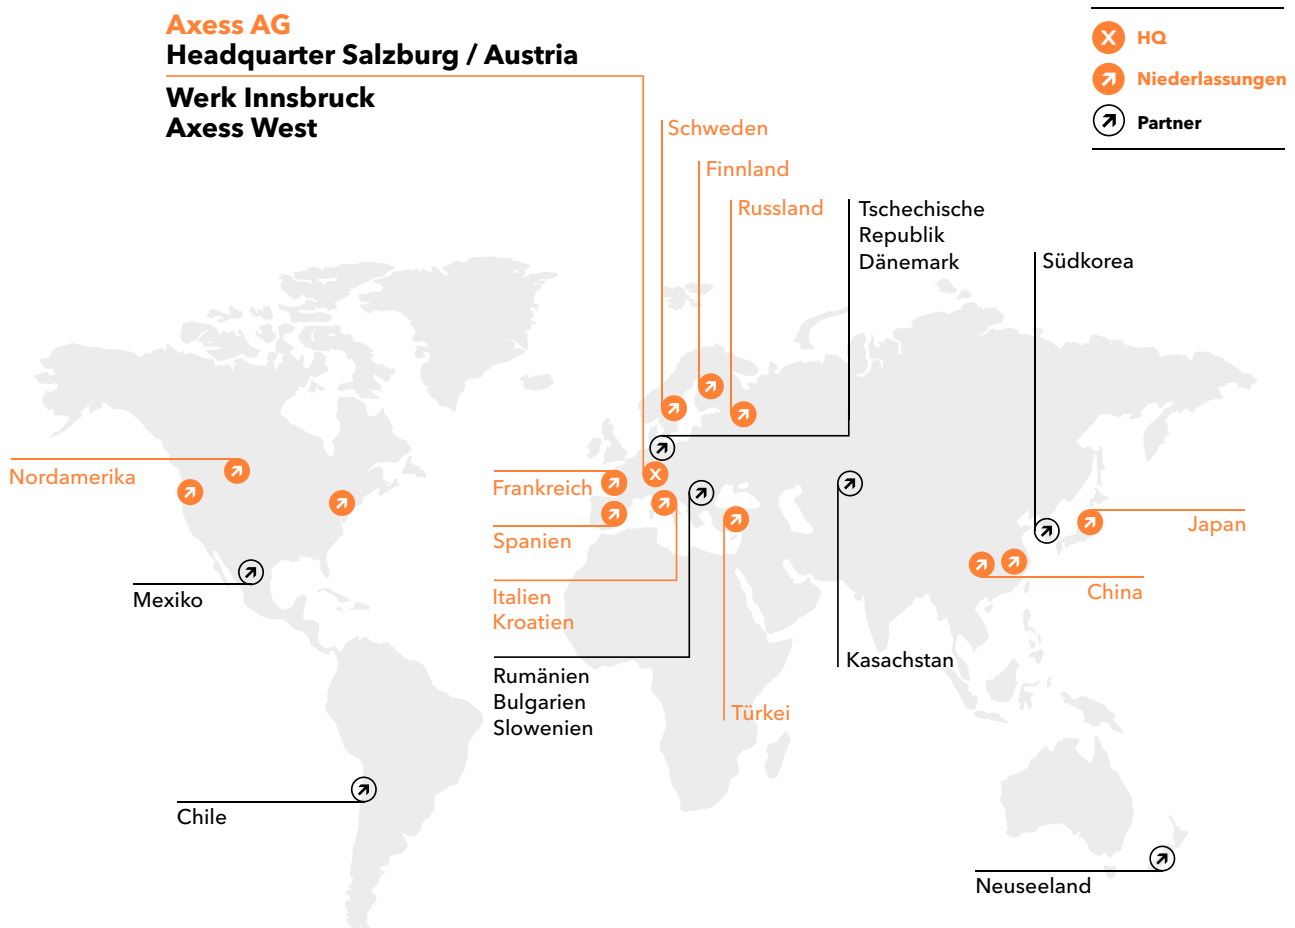 Axess AG
Headquarter Salzburg / Austria
Werk Innsbruck
Axess West
HQ
Niederlassungen
Partner
Schweden
Finnland
Russland
Tschechische
Republik
Dänemark
Südkorea
Nordamerika
Frankreich
Spanien
Italien
Kroatien
Rumänien
Bulgarien
Slowenien
Türkei
Kasachstan
Japan
China
Mexiko
Chile
Neuseeland